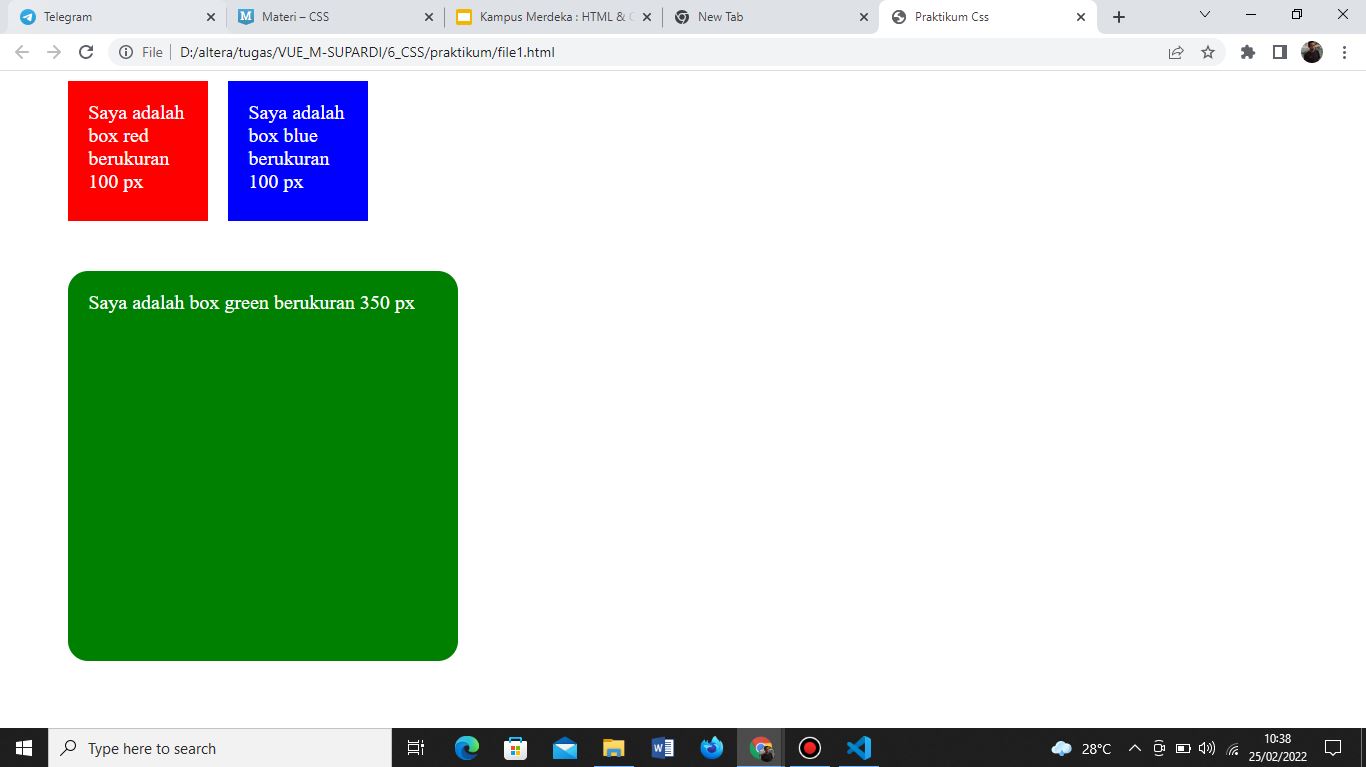 Telegram
Materi – CSS
Kampus Merdeka : HTML & C
New Tab
Praktikum Css
File
D:/altera/tugas/VUE_M-SUPARDI/6_CSS/praktikum/file1.html
Saya adalah
box red
berukuran
100 px
Saya adalah
box blue
berukuran
100 px
Saya adalah box green berukuran 350 px
Type here to search
28°C
10:38
25/02/2022